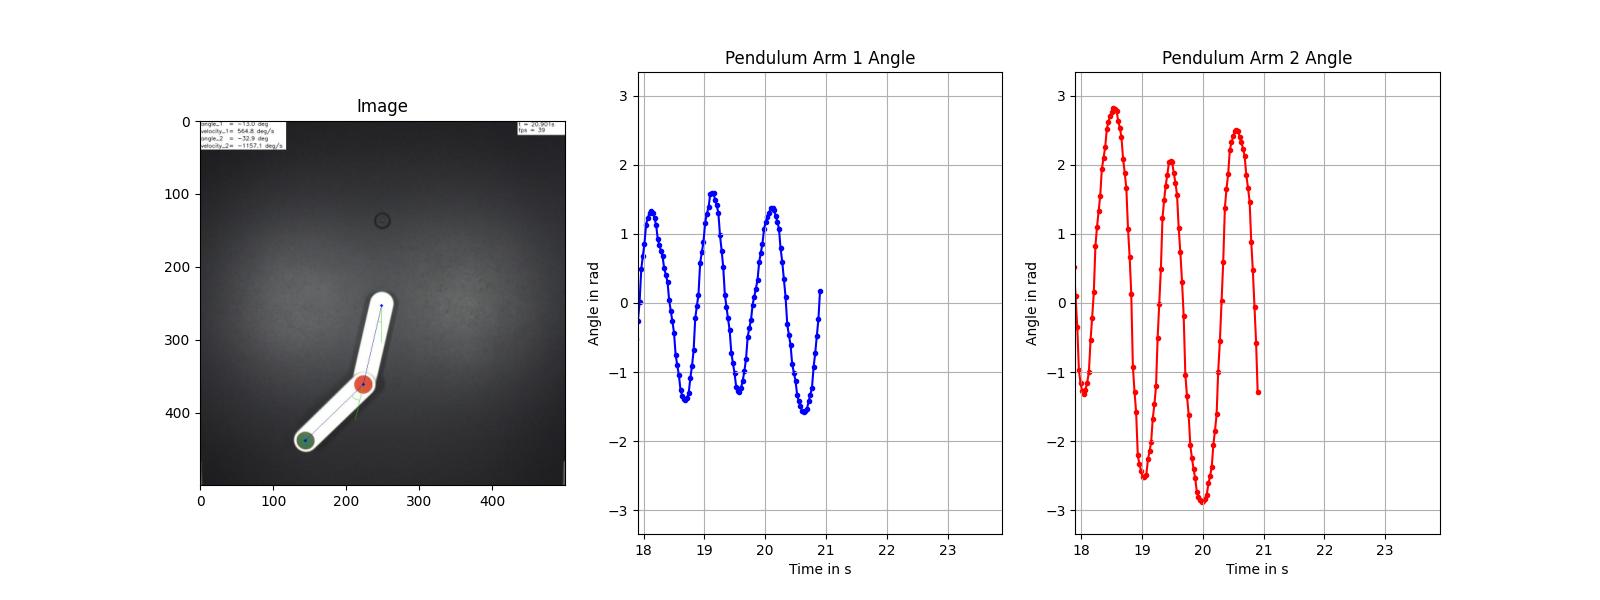 Image
Pendulum Arm 1 Angle
Pendulum Arm 2 Angle
angle_1 = -13.0 deg
velocity_1= 564.8 deg/s
angle_2 = -32.9 deg
velocity_2= -1157.1 deg/s
t = 20.901s
fps = 39
0
100
200
300
400
0 100 200 300 400
Angle in rad
3
2
1
0
−1
−2
−3
18 19 20 21 22 23
Time in s
Angle in rad
3
2
1
0
−1
−2
−3
18 19 20 21 22 23
Time in s